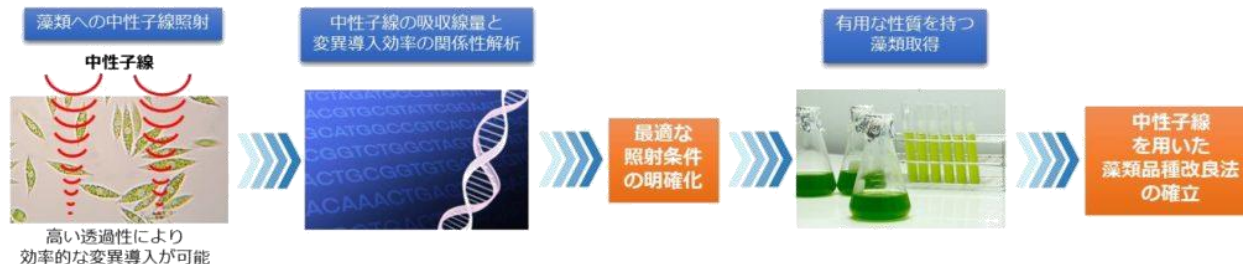 藻類への中性子線照射
中性子線
高い透過性により
効率的な変異導入が可能
中性子線の吸収線量と
変異導入効率の関係性解析
最適な
照射条件
の明確化
有用な性質を持つ
藻類取得
中性子線
を用いた
藻類品種改良法
の確立